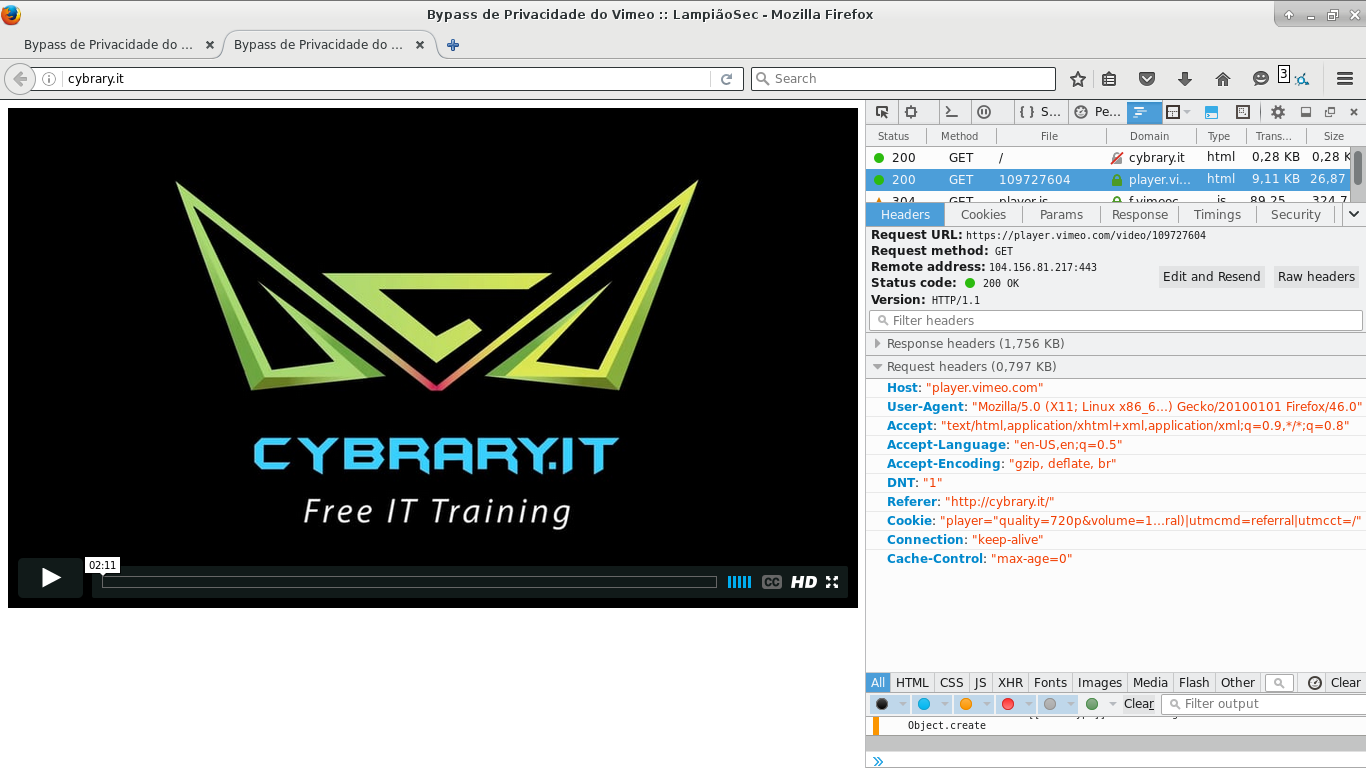 Bypass de Privacidade do Vimeo :: LampiãoSec - Mozilla Firefox
Bypass de Privacidade do ...
Bypass de Privacidade do ...
cybrary.it
Search
3
S...
Pe...
Status Method File Domain Type Trans... Size
200 GET / cybrary.it html 0,28 KB 0,28 K
200 GET 109727604 player.vi... html 9,11 KB 26,87
304 GET player.js f.vimeoc js 89,25 324,7
Headers Cookies Params Response Timings Security
Request URL: https://player.vimeo.com/video/109727604
Request method: GET
Remote address: 104.156.81.217:443
Status code: 200 OK
Edit and Resend Raw headers
Version: HTTP/1.1
Filter headers
Response headers (1,756 KB)
Request headers (0,797 KB)
Host: "player.vimeo.com"
User-Agent: "Mozilla/5.0 (X11; Linux x86_6...) Gecko/20100101 Firefox/46.0"
Accept: "text/html,application/xhtml+xml,application/xml;q=0.9,*/*;q=0.8"
Accept-Language: "en-US,en;q=0.5"
Accept-Encoding: "gzip, deflate, br"
DNT: "1"
Referer: "http://cybrary.it/"
Cookie: "player="quality=720p&volume=1...ral)|utmcmd=referral|utmcct=/"
Connection: "keep-alive"
Cache-Control: "max-age=0"
CYBRARY.IT
Free IT Training
02:11
CC HD
All HTML CSS JS XHR Fonts Images Media Flash Other Clear
Clear Filter output
Object.create